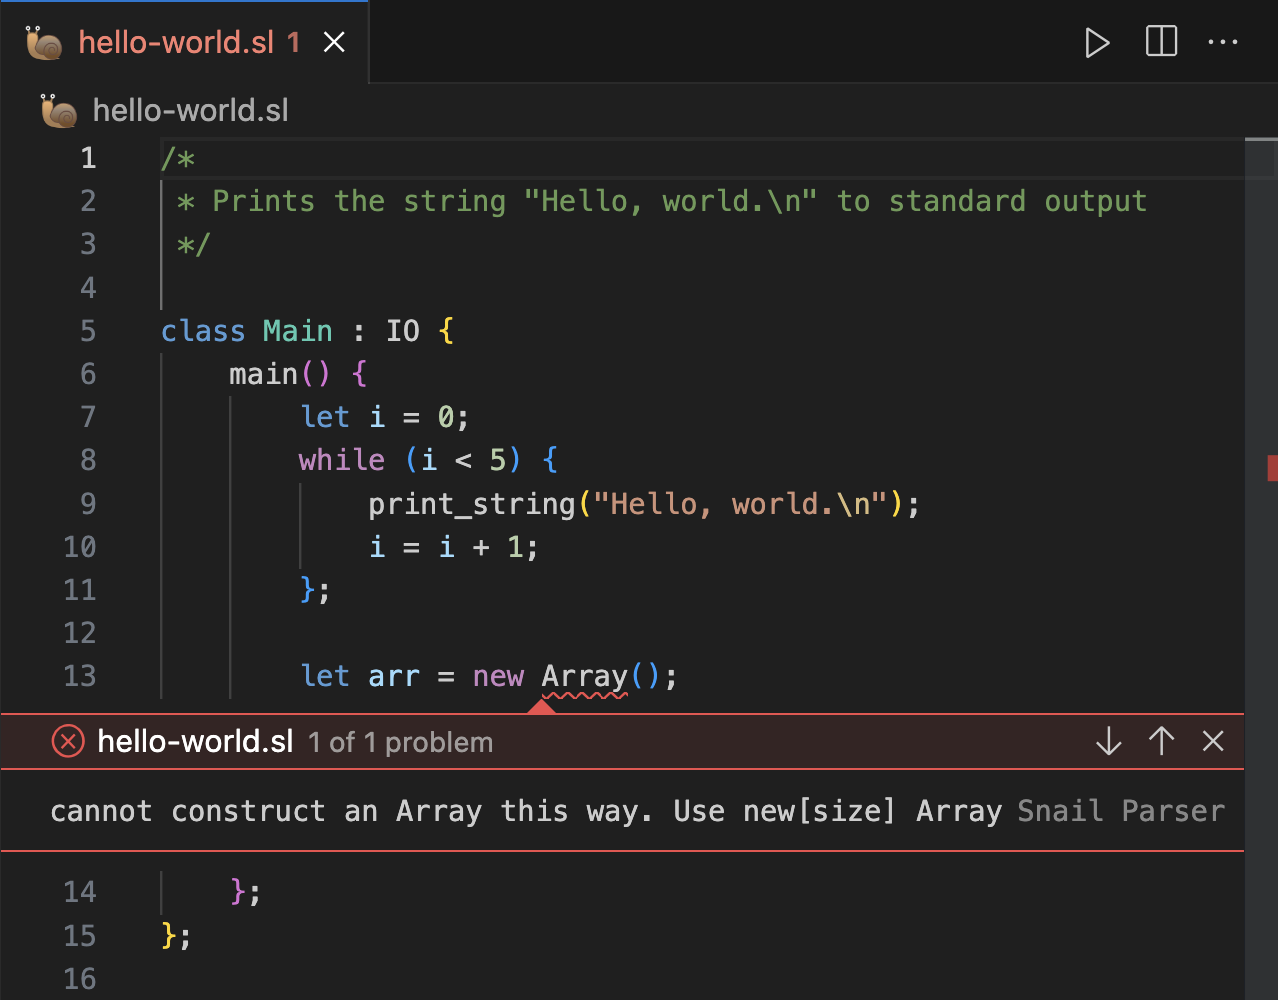 hello-world.sl 1
hello-world.sl
1 /*
2  * Prints the string "Hello, world.\n" to standard output
3  */
4
5 class Main : IO {
6     main() {
7         let i = 0;
8         while (i < 5) {
9             print_string("Hello, world.\n");
10             i = i + 1;
11         };
12
13         let arr = new Array();
hello-world.sl 1 of 1 problem
cannot construct an Array this way. Use new[size] Array Snail Parser
14     };
15 };
16